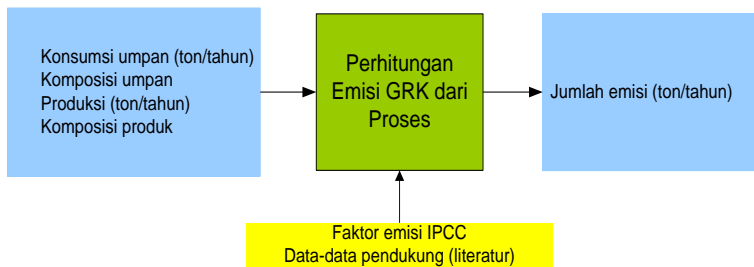 Konsumsi umpan (ton/tahun)
Komposisi umpan
Produksi (ton/tahun)
Komposisi produk
Perhitungan
Emisi GRK dari
Proses
Jumlah emisi (ton/tahun)
Faktor emisi IPCC
Data-data pendukung (literatur)